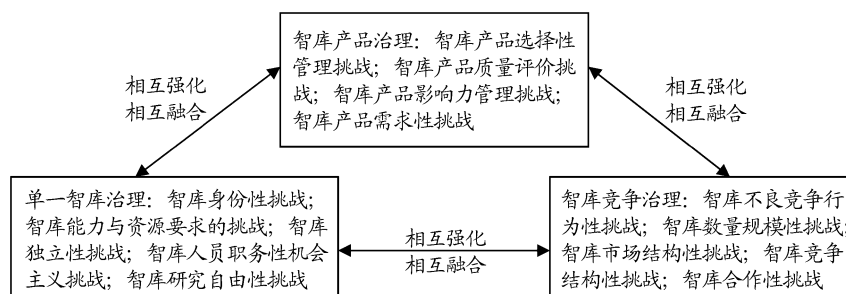 智库产品治理：智库产品选择性
管理挑战；智库产品质量评价挑
战；智库产品影响力管理挑战；
智库产品需求性挑战
相互强化
相互融合
相互强化
相互融合
单一智库治理：智库身份性挑战；
智库能力与资源要求的挑战；智库
独立性挑战；智库人员职务性机会
主义挑战；智库研究自由性挑战
相互强化
相互融合
智库竞争治理：智库不良竞争行
为性挑战；智库数量规模性挑战；
智库市场结构性挑战；智库竞争
结构性挑战；智库合作性挑战